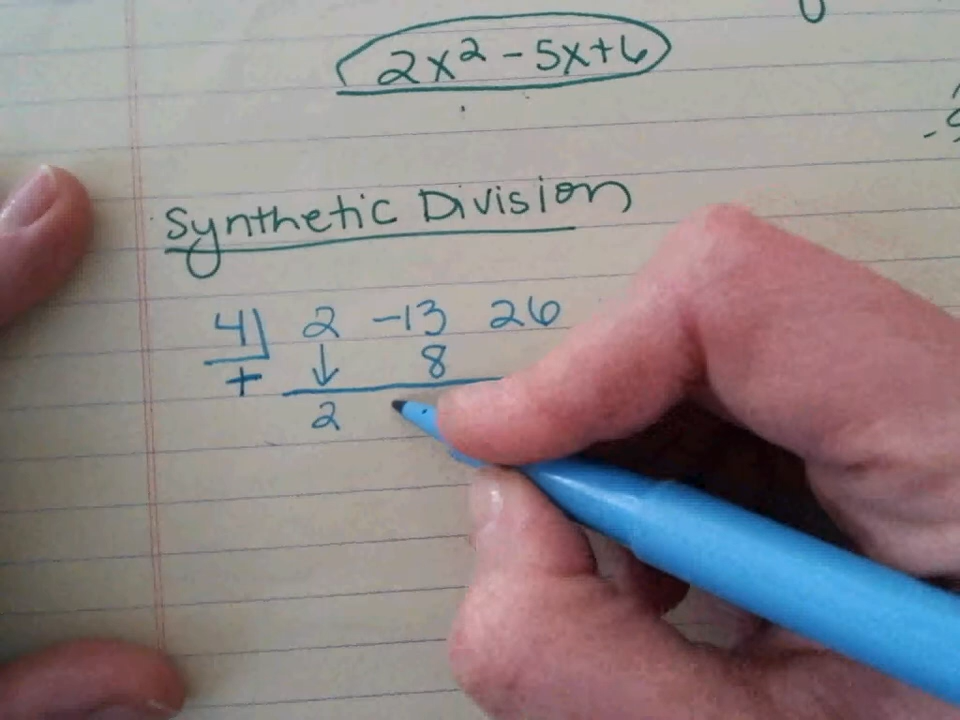 2x² - 5x + 6
Synthetic Division
4 2 -13 26
+ ↓ 8
2